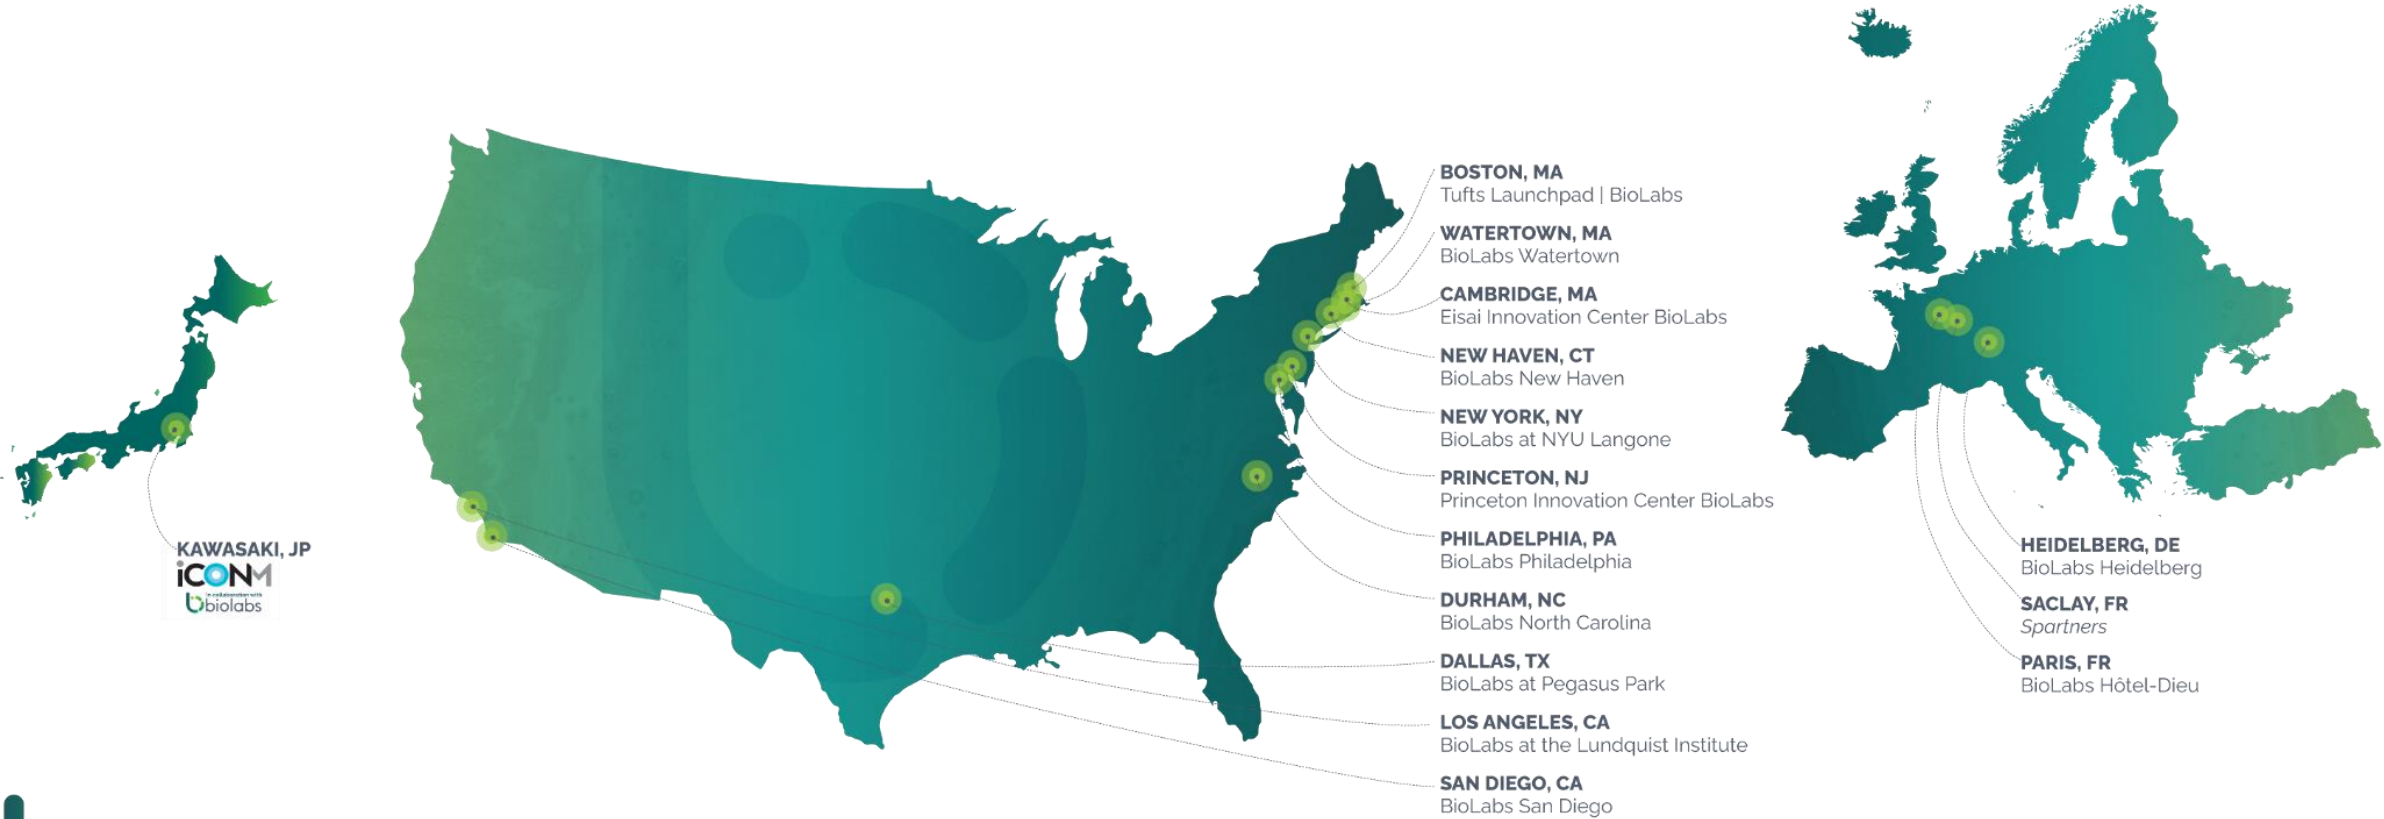 KAWASAKI, JP
iCONM
in collaboration with
biolabs
BOSTON, MA
Tufts Launchpad | BioLabs
WATERTOWN, MA
BioLabs Watertown
CAMBRIDGE, MA
Eisai Innovation Center BioLabs
NEW HAVEN, CT
BioLabs New Haven
NEW YORK, NY
BioLabs at NYU Langone
PRINCETON, NJ
Princeton Innovation Center BioLabs
PHILADELPHIA, PA
BioLabs Philadelphia
DURHAM, NC
BioLabs North Carolina
DALLAS, TX
BioLabs at Pegasus Park
LOS ANGELES, CA
BioLabs at the Lundquist Institute
SAN DIEGO, CA
BioLabs San Diego
HEIDELBERG, DE
BioLabs Heidelberg
SACLAY, FR
Spartners
PARIS, FR
BioLabs Hôtel-Dieu